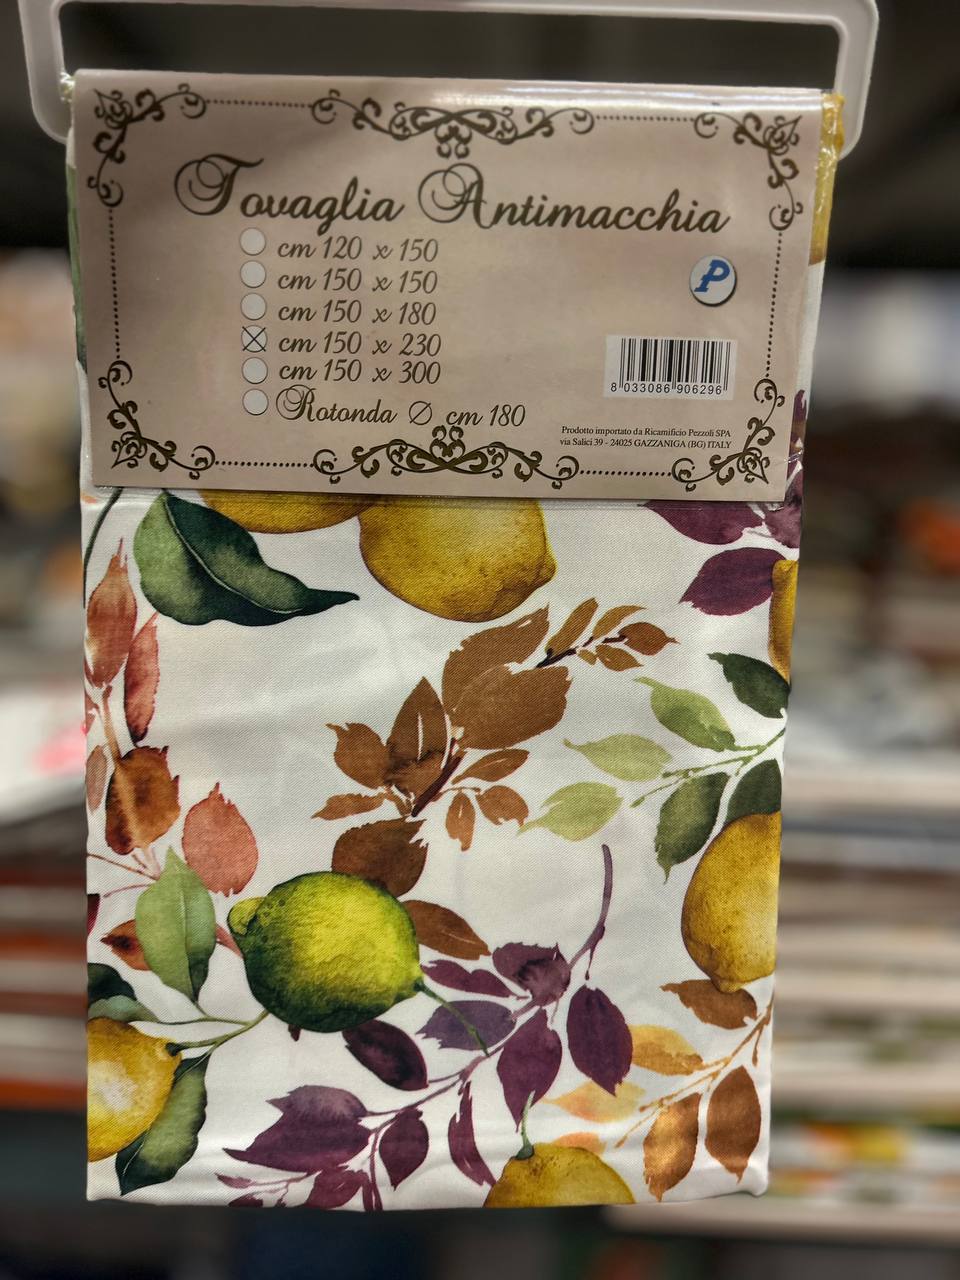 Tovaglia Antimacchia
cm 120 x 150
cm 150 x 150
cm 150 x 180
cm 150 x 230
cm 150 x 300
Rotonda Ø cm 180
P
8 033086 906296
Prodotto importato da Ricamificio Pezzoli SPA
via Salici 39 - 24025 GAZZANIGA (BG) ITALY